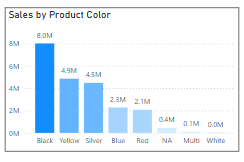 Sales by Product Color
8M
6M
4M
2M
0M
8.0M
4.9M
4.5M
2.3M
2.1M
0.4M
0.1M
0.0M
Black Yellow Silver Blue Red NA Multi White